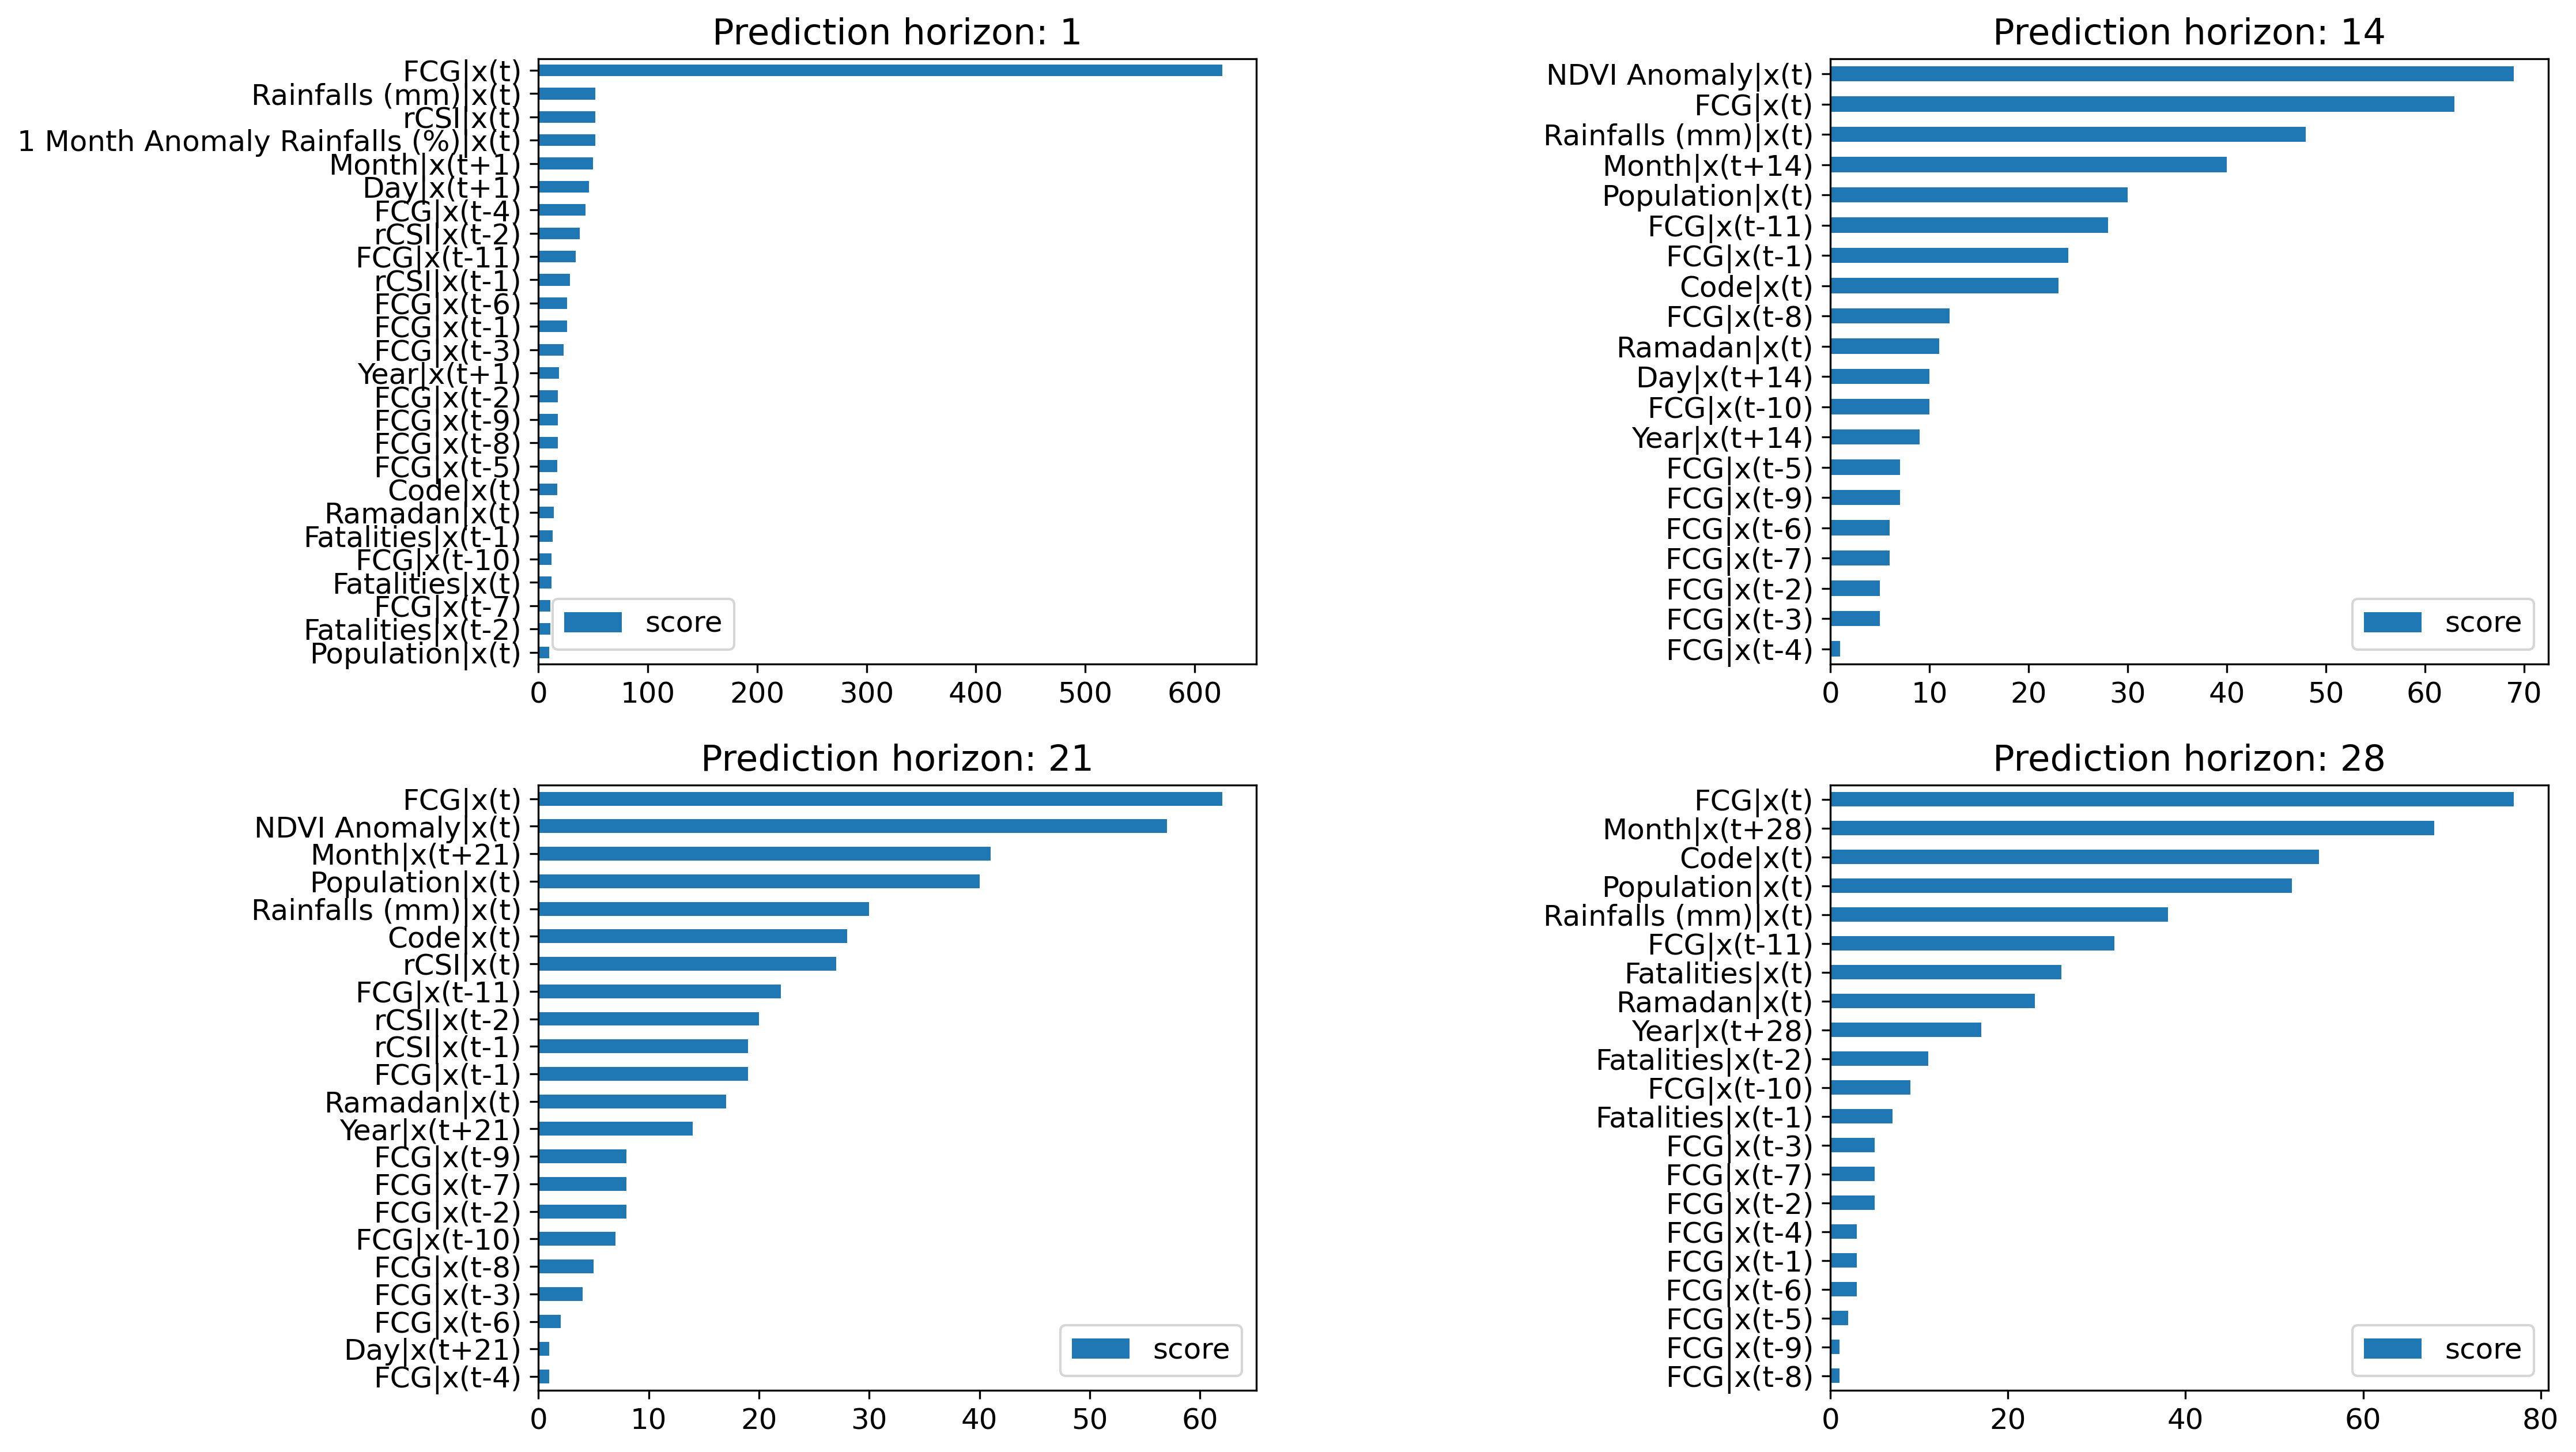 Prediction horizon: 1
FCG|x(t)
Rainfalls (mm)|x(t)
rCSI|x(t)
1 Month Anomaly Rainfalls (%)|x(t)
Month|x(t+1)
Day|x(t+1)
FCG|x(t-4)
rCSI|x(t-2)
FCG|x(t-11)
rCSI|x(t-1)
FCG|x(t-6)
FCG|x(t-1)
FCG|x(t-3)
Year|x(t+1)
FCG|x(t-2)
FCG|x(t-9)
FCG|x(t-8)
FCG|x(t-5)
Code|x(t)
Ramadan|x(t)
Fatalities|x(t-1)
FCG|x(t-10)
Fatalities|x(t)
FCG|x(t-7)
Fatalities|x(t-2)
Population|x(t)
score
0 100 200 300 400 500 600
Prediction horizon: 14
NDVI Anomaly|x(t)
FCG|x(t)
Rainfalls (mm)|x(t)
Month|x(t+14)
Population|x(t)
FCG|x(t-11)
FCG|x(t-1)
Code|x(t)
FCG|x(t-8)
Ramadan|x(t)
Day|x(t+14)
FCG|x(t-10)
Year|x(t+14)
FCG|x(t-5)
FCG|x(t-9)
FCG|x(t-6)
FCG|x(t-7)
FCG|x(t-2)
FCG|x(t-3)
FCG|x(t-4)
score
0 10 20 30 40 50 60 70
Prediction horizon: 21
FCG|x(t)
NDVI Anomaly|x(t)
Month|x(t+21)
Population|x(t)
Rainfalls (mm)|x(t)
Code|x(t)
rCSI|x(t)
FCG|x(t-11)
rCSI|x(t-2)
rCSI|x(t-1)
FCG|x(t-1)
Ramadan|x(t)
Year|x(t+21)
FCG|x(t-9)
FCG|x(t-7)
FCG|x(t-2)
FCG|x(t-10)
FCG|x(t-8)
FCG|x(t-3)
FCG|x(t-6)
Day|x(t+21)
FCG|x(t-4)
score
0 10 20 30 40 50 60
Prediction horizon: 28
FCG|x(t)
Month|x(t+28)
Code|x(t)
Population|x(t)
Rainfalls (mm)|x(t)
FCG|x(t-11)
Fatalities|x(t)
Ramadan|x(t)
Year|x(t+28)
Fatalities|x(t-2)
FCG|x(t-10)
Fatalities|x(t-1)
FCG|x(t-3)
FCG|x(t-7)
FCG|x(t-2)
FCG|x(t-4)
FCG|x(t-1)
FCG|x(t-6)
FCG|x(t-5)
FCG|x(t-9)
FCG|x(t-8)
score
0 20 40 60 80